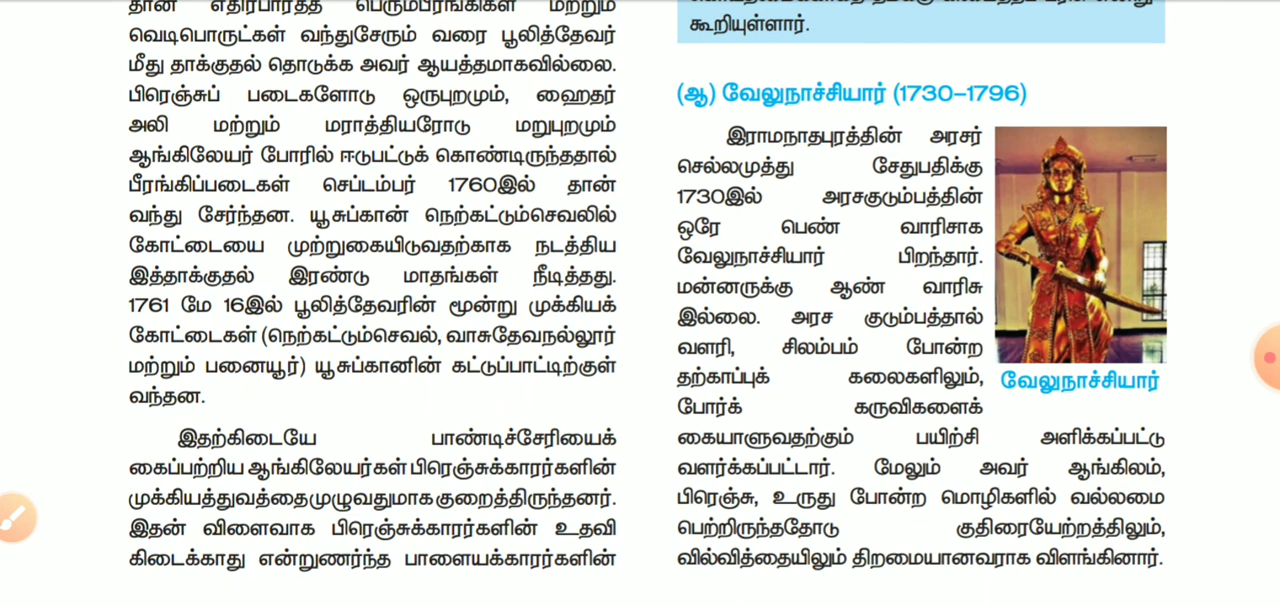 தான் எதிர்பார்த்த பெரும்பீரங்கிகள் மற்றும்
வெடிபொருட்கள் வந்துசேரும் வரை பூலித்தேவர்
மீது தாக்குதல் தொடுக்க அவர் ஆயத்தமாகவில்லை.
பிரெஞ்சுப் படைகளோடு ஒருபுறமும், ஹைதர்
அலி மற்றும் மராத்தியரோடு மறுபுறமும்
ஆங்கிலேயர் போரில் ஈடுபட்டுக் கொண்டிருந்ததால்
பீரங்கிப்படைகள் செப்டம்பர் 1760இல் தான்
வந்து சேர்ந்தன. யூசுப்கான் நெற்கட்டும்செவலில்
கோட்டையை முற்றுகையிடுவதற்காக நடத்திய
இத்தாக்குதல் இரண்டு மாதங்கள் நீடித்தது.
1761 மே 16இல் பூலித்தேவரின் மூன்று முக்கியக்
கோட்டைகள் (நெற்கட்டும்செவல், வாசுதேவநல்லூர்
மற்றும் பனையூர்) யூசுப்கானின் கட்டுப்பாட்டிற்குள்
வந்தன.
இதற்கிடையே பாண்டிச்சேரியைக்
கைப்பற்றிய ஆங்கிலேயர்கள் பிரெஞ்சுக்காரர்களின்
முக்கியத்துவத்தை முழுவதுமாக குறைத்திருந்தனர்.
இதன் விளைவாக பிரெஞ்சுக்காரர்களின் உதவி
கிடைக்காது என்றுணர்ந்த பாளையக்காரர்களின்
கூறியுள்ளார்.
(ஆ) வேலுநாச்சியார் (1730–1796)
இராமநாதபுரத்தின் அரசர்
செல்லமுத்து சேதுபதிக்கு
1730இல் அரசகுடும்பத்தின்
ஒரே பெண் வாரிசாக
வேலுநாச்சியார் பிறந்தார்.
மன்னருக்கு ஆண் வாரிசு
இல்லை. அரச குடும்பத்தால்
வளரி, சிலம்பம் போன்ற
தற்காப்புக் கலைகளிலும்,
போர்க் கருவிகளைக்
கையாளுவதற்கும் பயிற்சி அளிக்கப்பட்டு
வளர்க்கப்பட்டார். மேலும் அவர் ஆங்கிலம்,
பிரெஞ்சு, உருது போன்ற மொழிகளில் வல்லமை
பெற்றிருந்ததோடு குதிரையேற்றத்திலும்,
வில்வித்தையிலும் திறமையானவராக விளங்கினார்.
வேலுநாச்சியார்